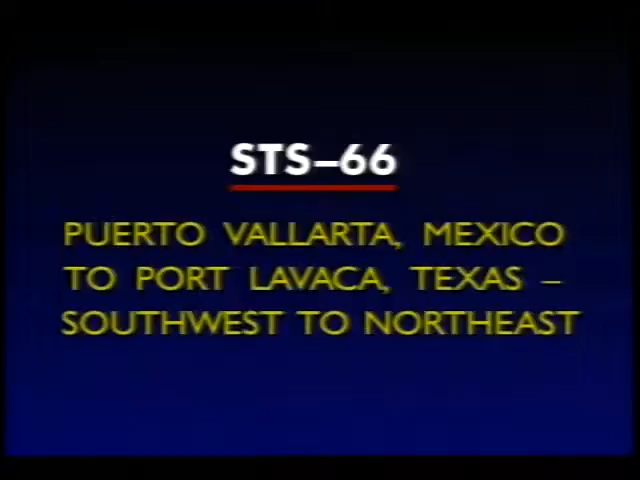 STS–66
PUERTO VALLARTA, MEXICO
TO PORT LAVACA, TEXAS –
SOUTHWEST TO NORTHEAST